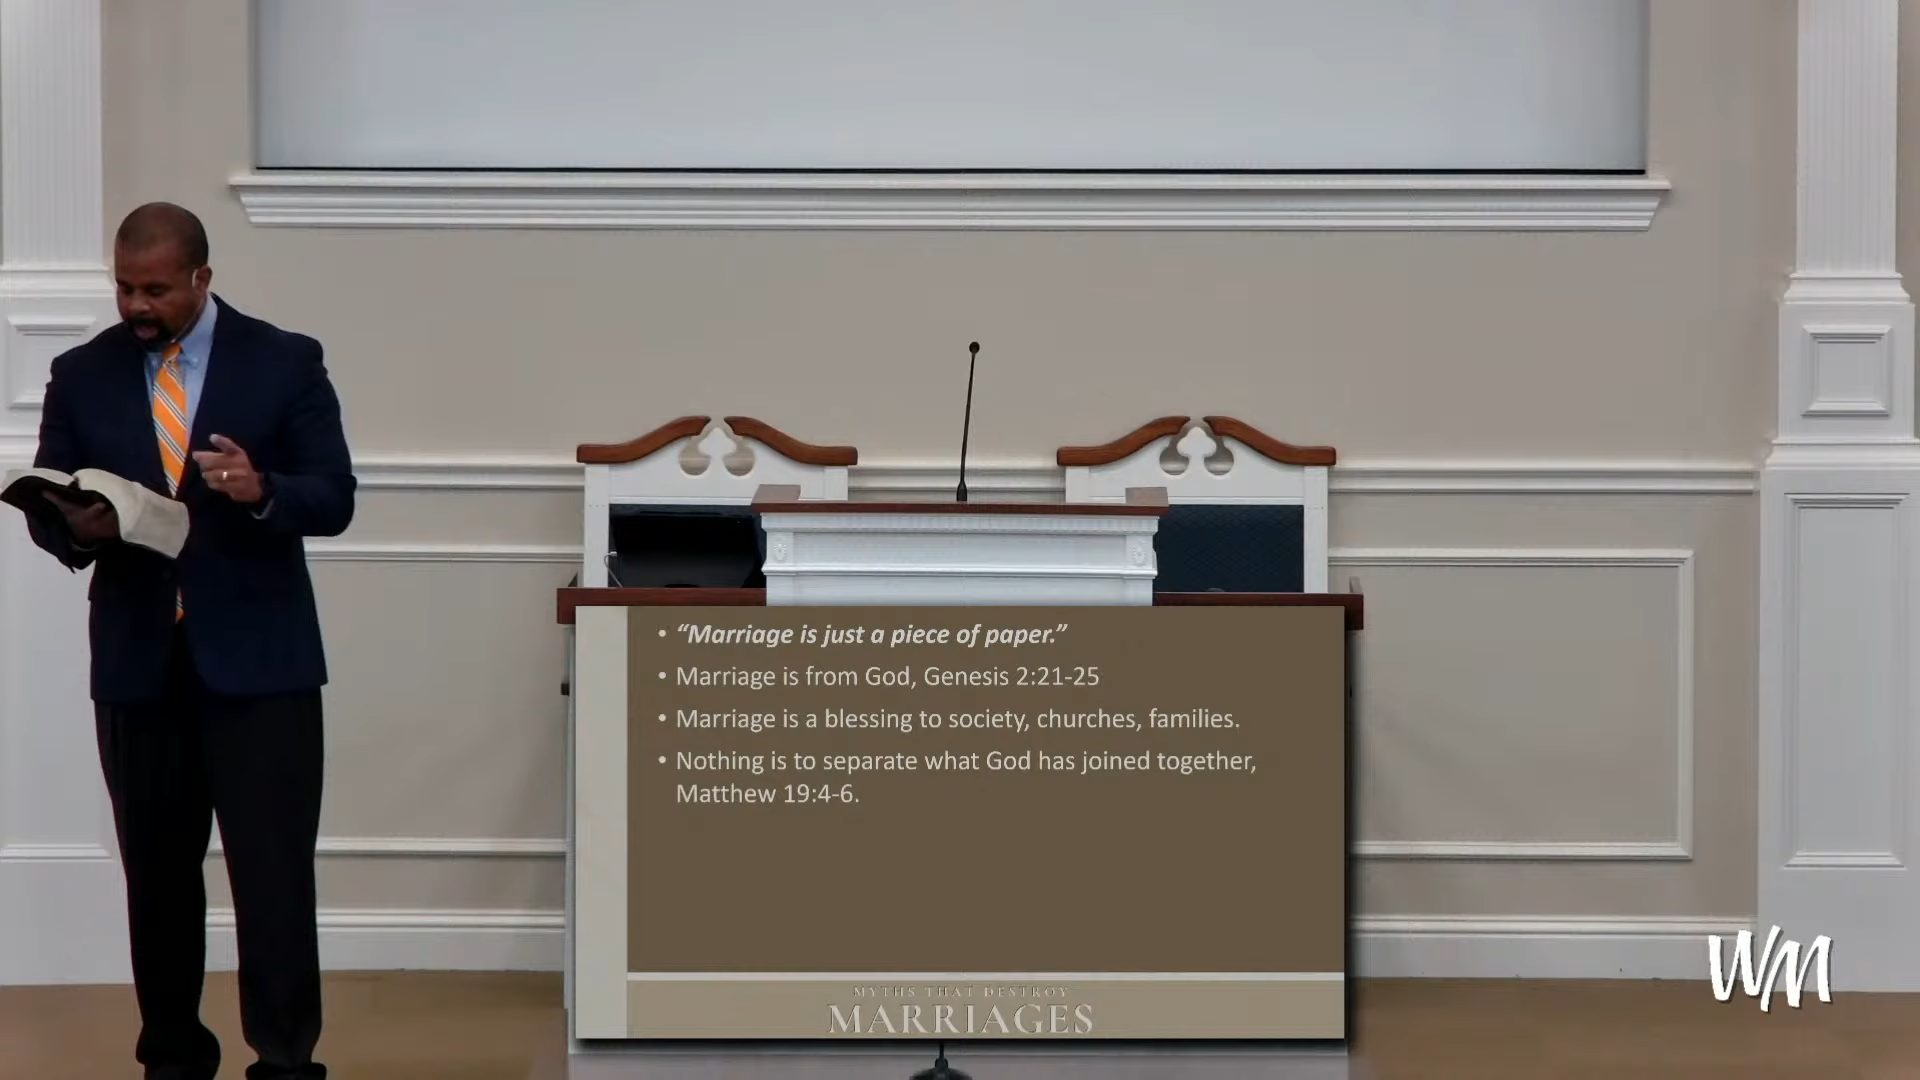 • “Marriage is just a piece of paper.”
• Marriage is from God, Genesis 2:21-25
• Marriage is a blessing to society, churches, families.
• Nothing is to separate what God has joined together,
Matthew 19:4-6.
MYTHS THAT DESTROY
MARRIAGES
WM